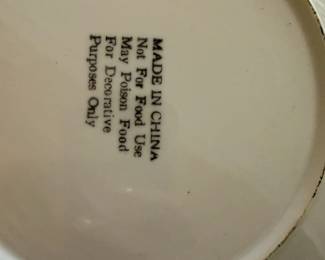 MADE IN CHINA
Not For Food Use
May Poison Food
For Decorative
Purposes Only